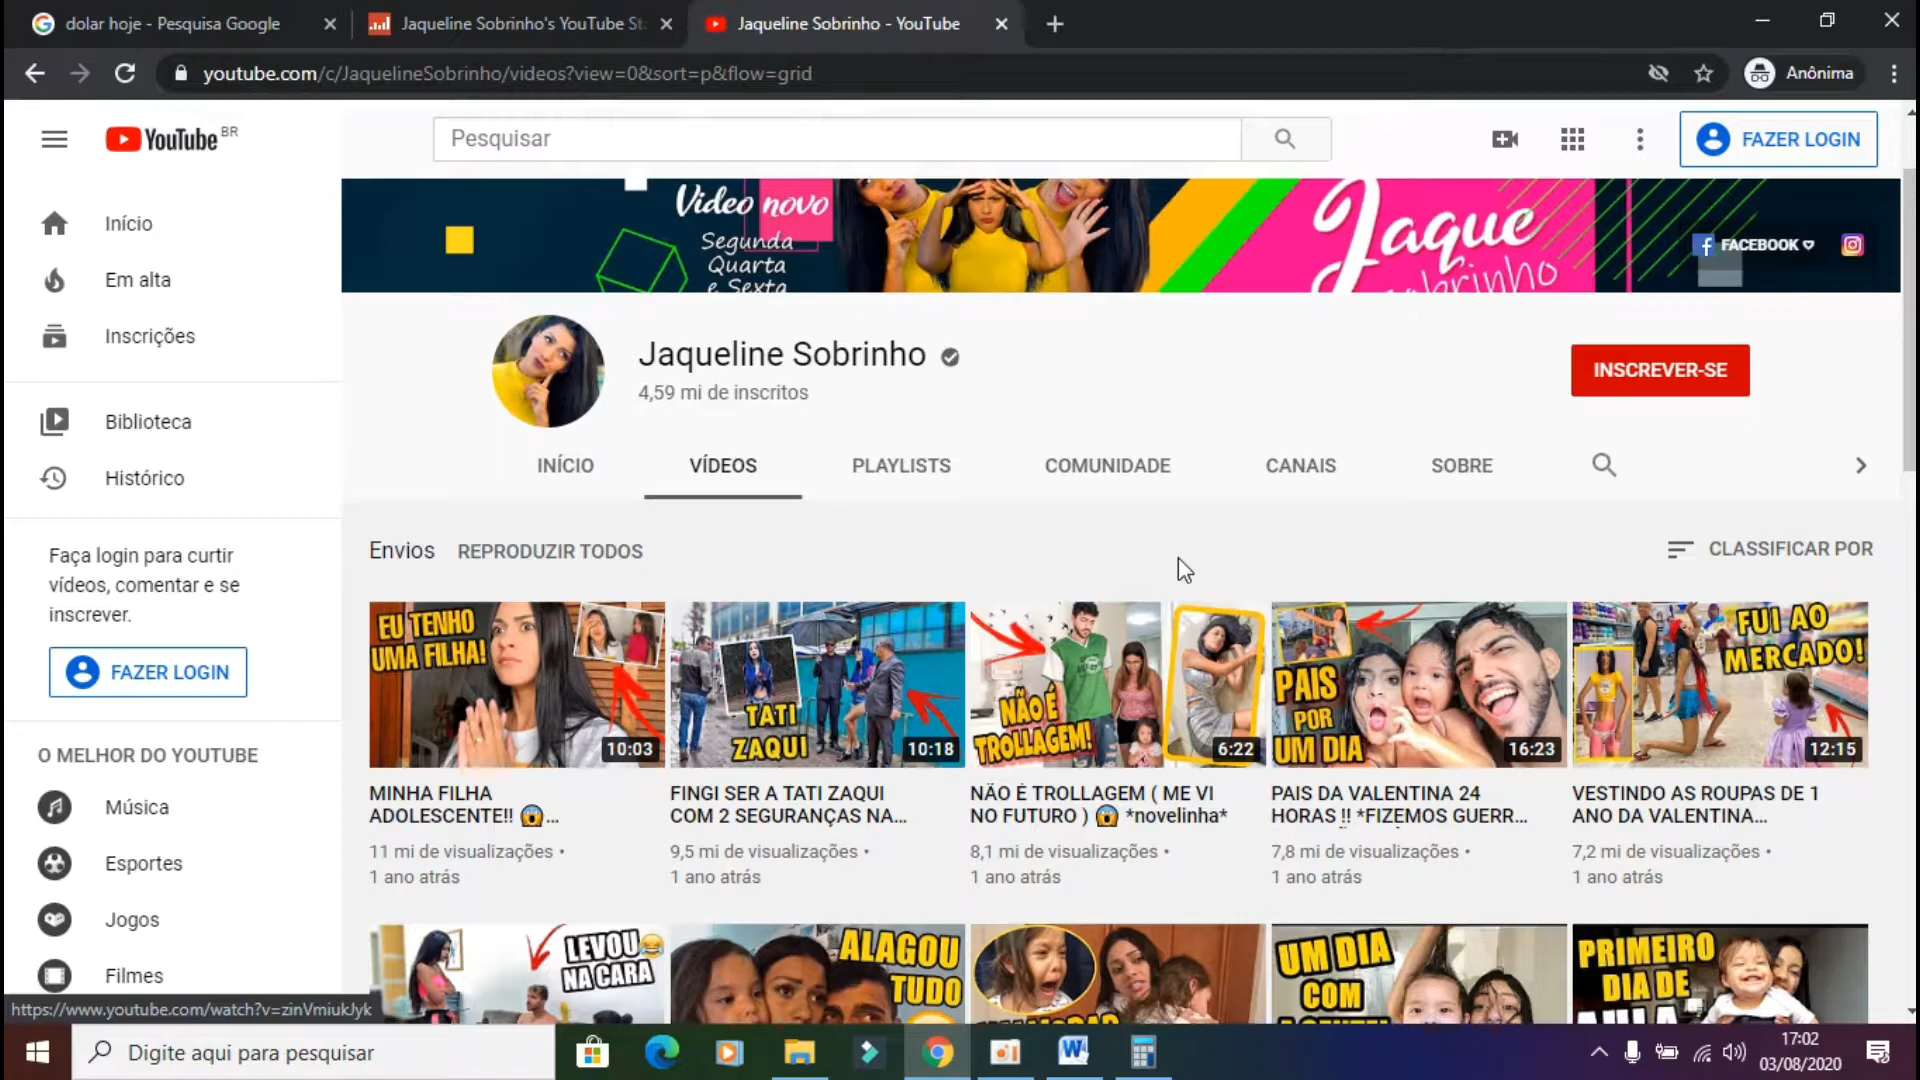 dolar hoje - Pesquisa Google
Jaqueline Sobrinho's YouTube St
Jaqueline Sobrinho - YouTube
youtube.com/c/JaquelineSobrinho/videos?view=0&sort=p&flow=grid
Anônima
YouTube BR
Pesquisar
FAZER LOGIN
Início
Em alta
Inscrições
Biblioteca
Histórico
Faça login para curtir
vídeos, comentar e se
inscrever.
FAZER LOGIN
O MELHOR DO YOUTUBE
Música
Esportes
Jogos
Filmes
Video novo
Segunda
Quarta
e Sexta
Jaque
Sobrinho
FACEBOOK
Jaqueline Sobrinho
4,59 mi de inscritos
INSCREVER-SE
INÍCIO
VÍDEOS
PLAYLISTS
COMUNIDADE
CANAIS
SOBRE
Envios
REPRODUZIR TODOS
CLASSIFICAR POR
EU TENHO
UMA FILHA!
10:03
MINHA FILHA
ADOLESCENTE!! 😱...
11 mi de visualizações •
1 ano atrás
TATI
ZAQUI
10:18
FINGI SER A TATI ZAQUI
COM 2 SEGURANÇAS NA...
9,5 mi de visualizações •
1 ano atrás
NÃO É
TROLLAGEM!
6:22
NÃO É TROLLAGEM ( ME VI
NO FUTURO ) 😱 *novelinha*
8,1 mi de visualizações •
1 ano atrás
PAIS
POR
UM DIA
16:23
PAIS DA VALENTINA 24
HORAS !! *FIZEMOS GUERR...
7,8 mi de visualizações •
1 ano atrás
FUI AO
MERCADO!
12:15
VESTINDO AS ROUPAS DE 1
ANO DA VALENTINA...
7,2 mi de visualizações •
1 ano atrás
LEVOU
NA CARA
ALAGOU
TUDO
UM DIA
COM
PRIMEIRO
DIA DE
AULA
https://www.youtube.com/watch?v=zinVmiukJyk
Digite aqui para pesquisar
17:02
03/08/2020